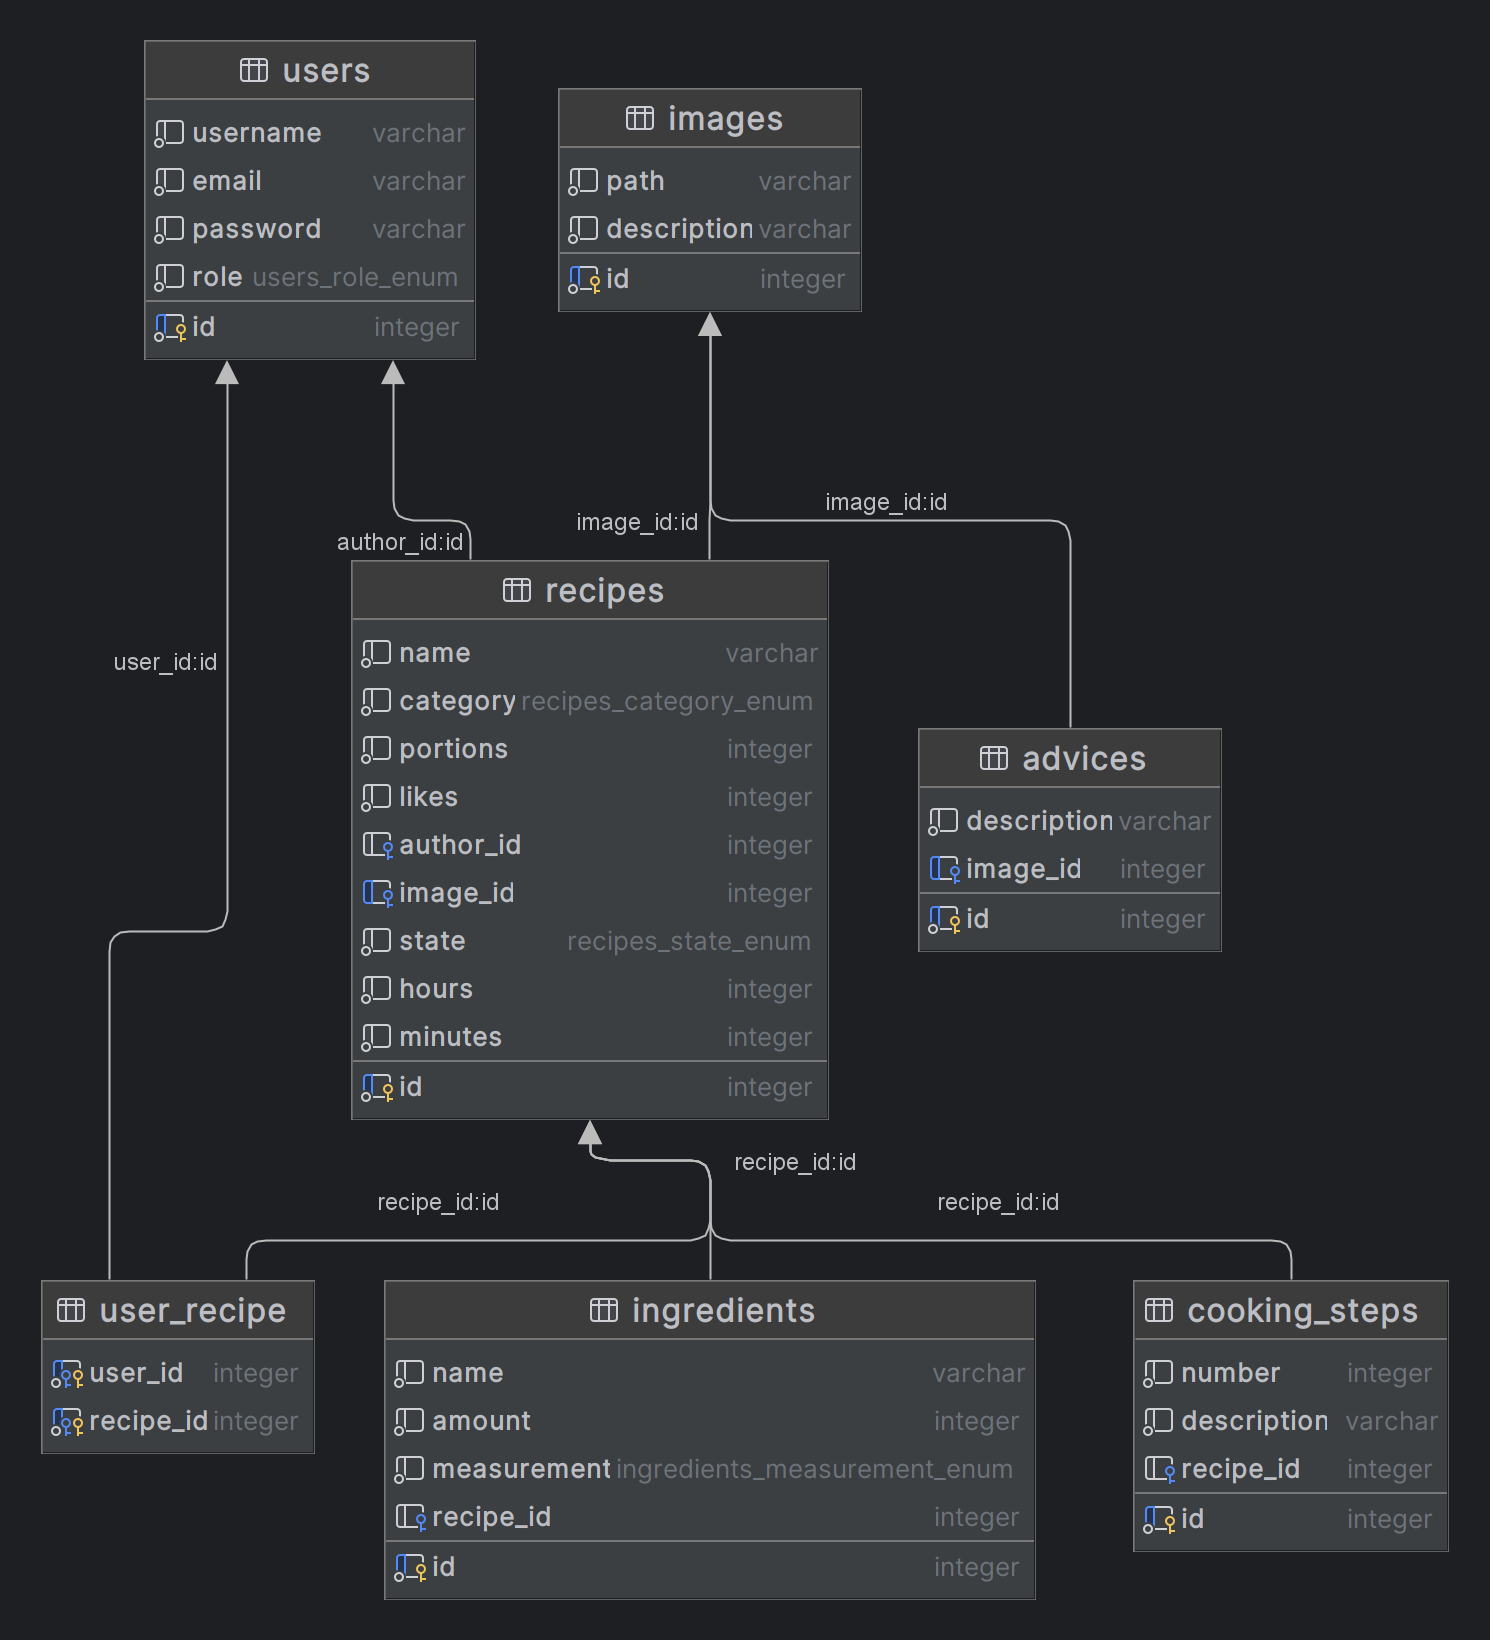 users
username varchar
email varchar
password varchar
role users_role_enum
id integer
images
path varchar
description varchar
id integer
image_id:id
image_id:id
author_id:id
user_id:id
recipes
name varchar
category recipes_category_enum
portions integer
likes integer
author_id integer
image_id integer
state recipes_state_enum
hours integer
minutes integer
id integer
advices
description varchar
image_id integer
id integer
recipe_id:id
recipe_id:id
recipe_id:id
user_recipe
user_id integer
recipe_id integer
ingredients
name varchar
amount integer
measurement ingredients_measurement_enum
recipe_id integer
id integer
cooking_steps
number integer
description varchar
recipe_id integer
id integer